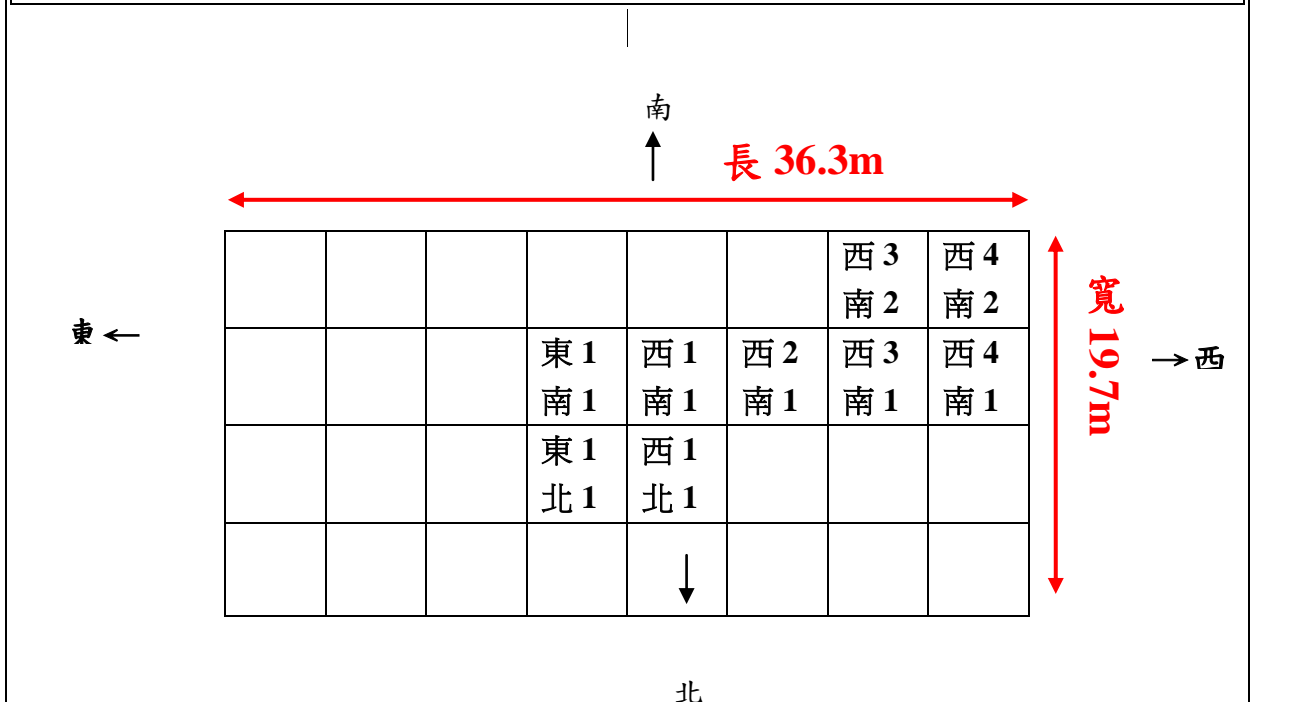 南
長 36.3m
西 3 西 4
南 2 南 2
寬 19.7m
東
東 1 西 1 西 2 西 3 西 4
南 1 南 1 南 1 南 1 南 1
西
東 1 西 1
北 1 北 1
北